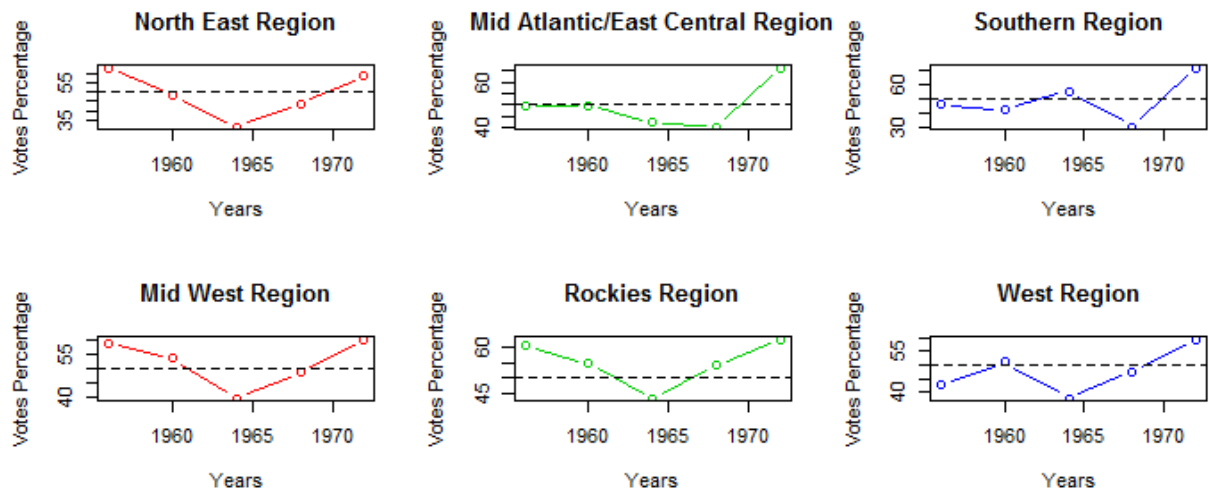 North East Region
Votes Percentage
55
35
1960 1965 1970
Years
Mid Atlantic/East Central Region
Votes Percentage
60
40
1960 1965 1970
Years
Southern Region
Votes Percentage
60
30
1960 1965 1970
Years
Mid West Region
Votes Percentage
55
40
1960 1965 1970
Years
Rockies Region
Votes Percentage
60
45
1960 1965 1970
Years
West Region
Votes Percentage
55
40
1960 1965 1970
Years